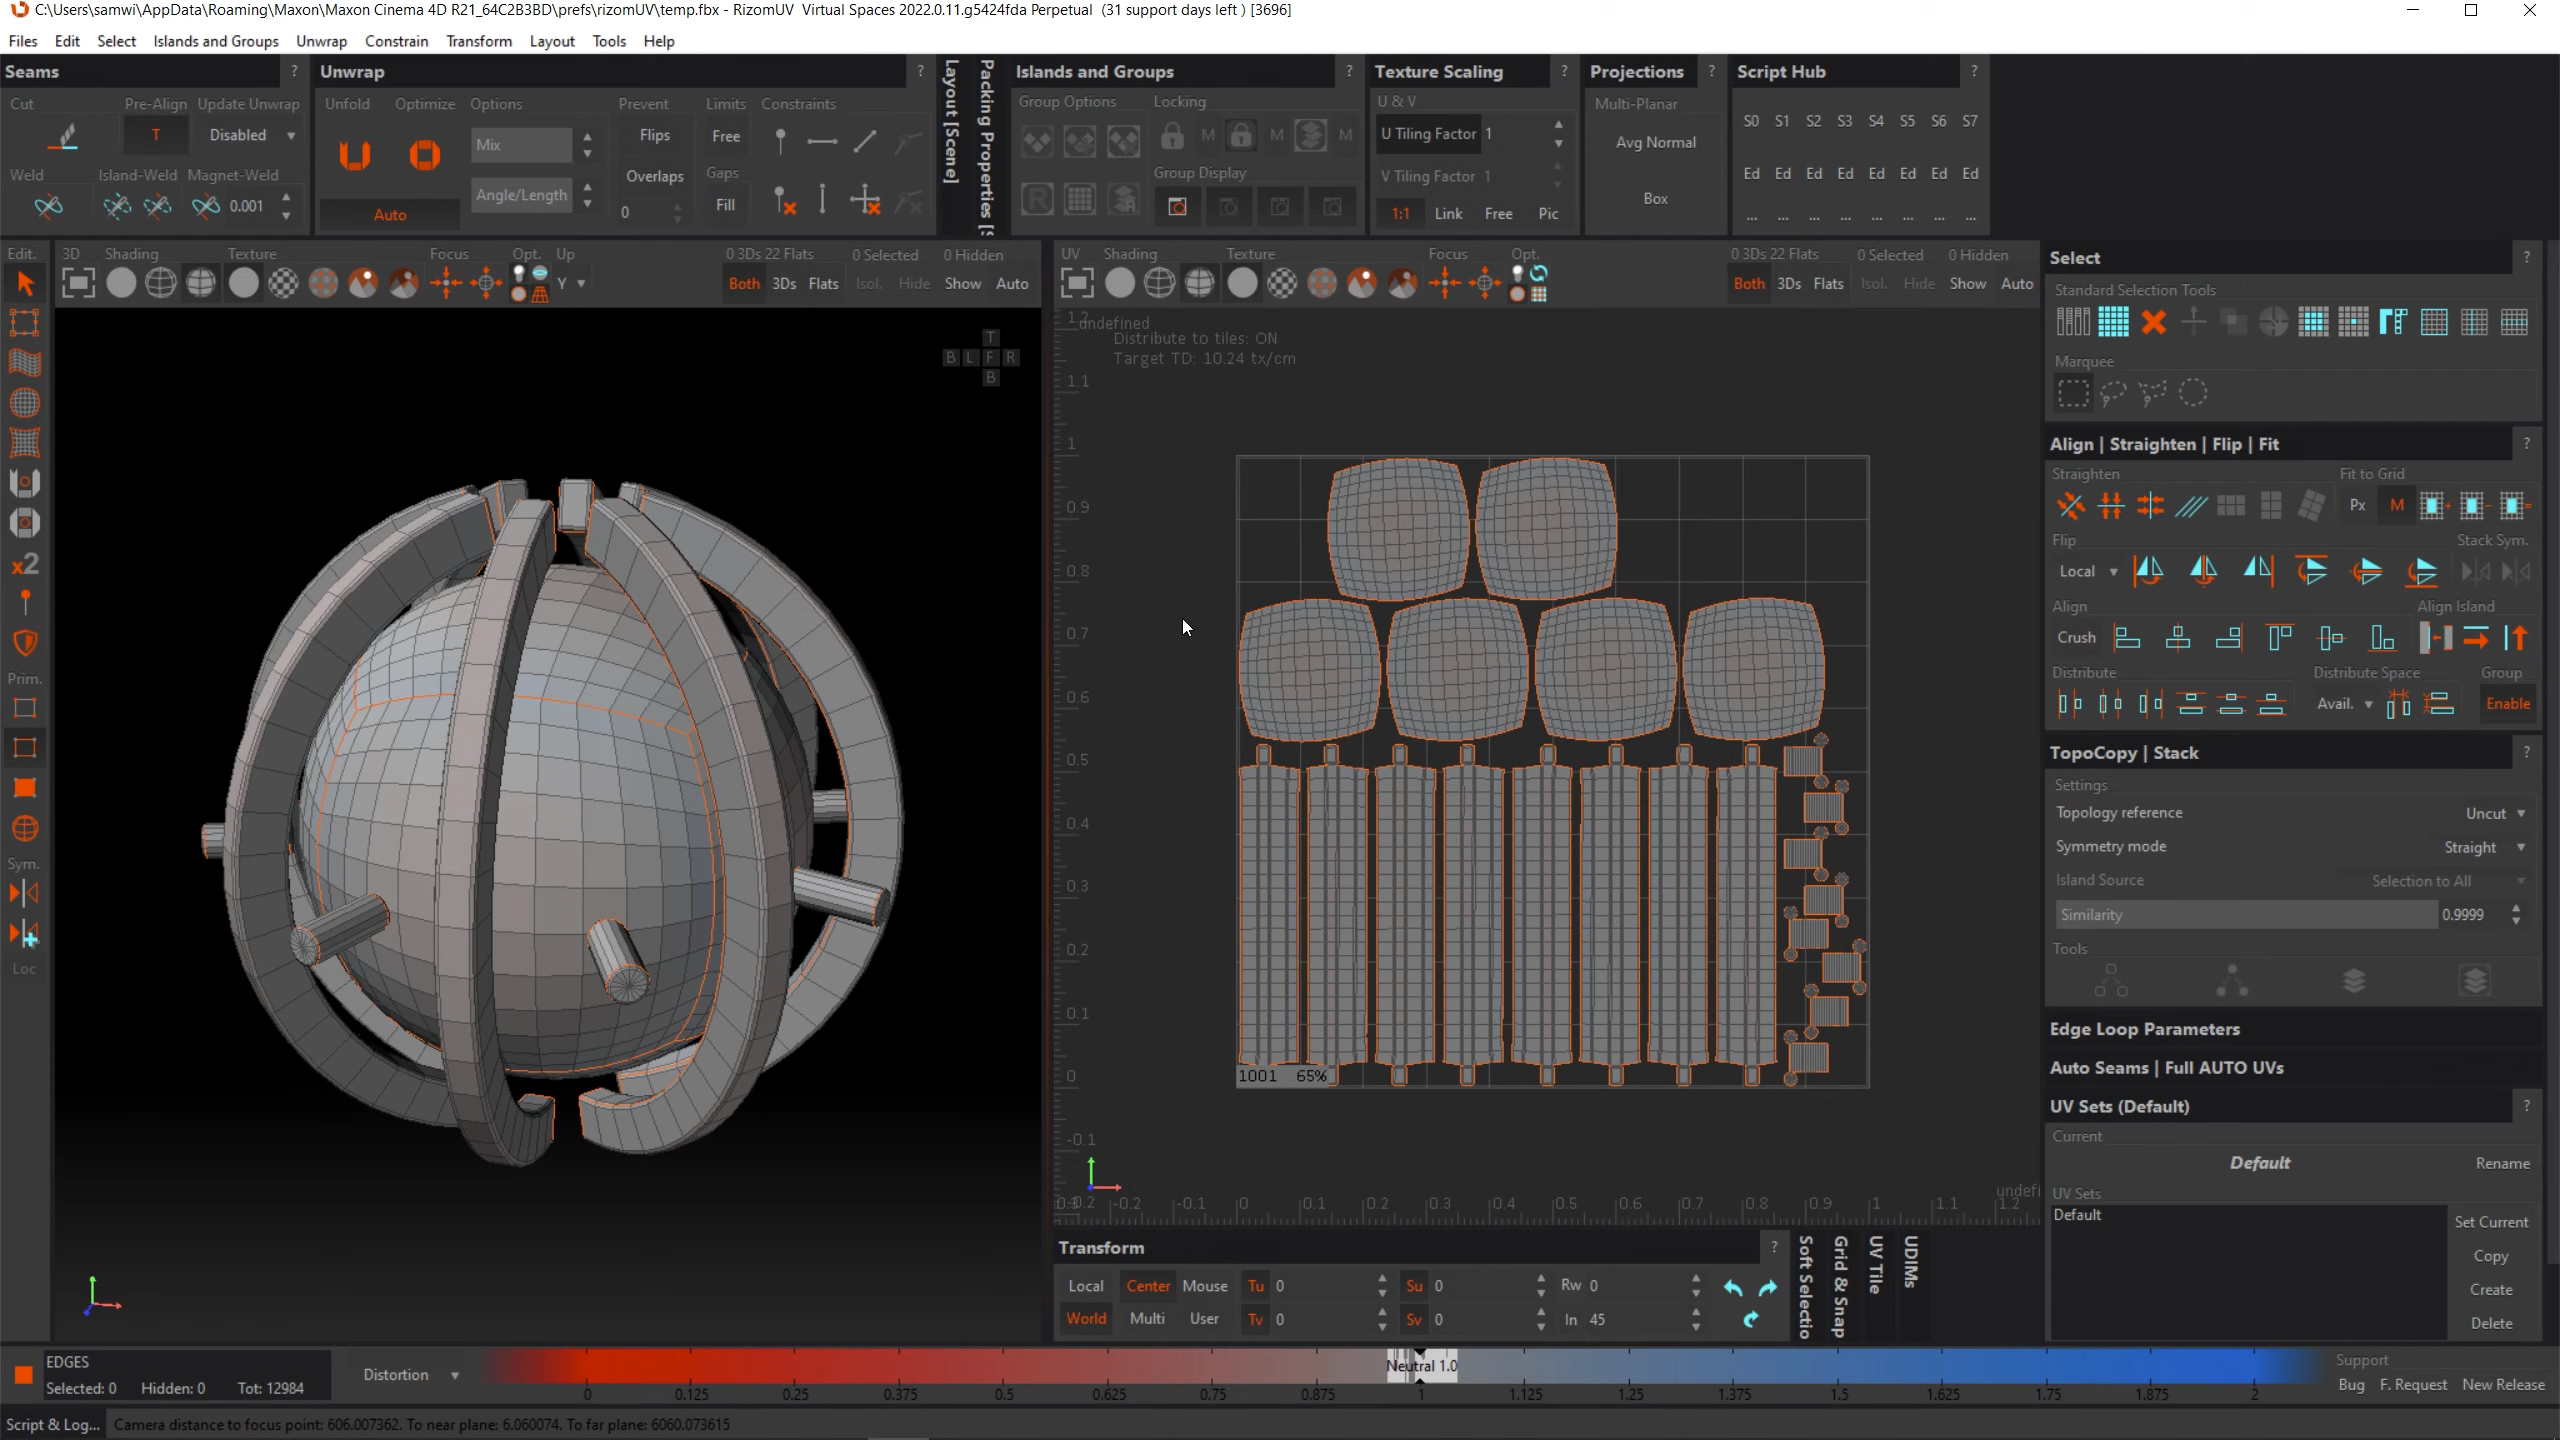 C:\Users\samwi\AppData\Roaming\Maxon\Maxon Cinema 4D R21_64C2B3BD\prefs\rizomUV\temp.fbx - RizomUV Virtual Spaces 2022.0.11.g5424fda Perpetual (31 support days left ) [3696]
Files Edit Select Islands and Groups Unwrap Constrain Transform Layout Tools Help
Seams ?
Cut Pre-Align Update Unwrap
T Disabled
Weld Island-Weld Magnet-Weld
0.001
Unwrap ?
Unfold Optimize Options Prevent Limits Constraints
Mix Flips Free
Overlaps Gaps
Angle/Length
Auto 0 Fill
Layout [Scene]
Packing Properties [S
Islands and Groups ?
Group Options Locking
M M M
Group Display
R
Texture Scaling ?
U & V
U Tiling Factor 1
V Tiling Factor 1
1:1 Link Free Pic
Projections ?
Multi-Planar
Avg Normal
Box
Script Hub ?
S0 S1 S2 S3 S4 S5 S6 S7
Ed Ed Ed Ed Ed Ed Ed Ed
... ... ... ... ... ... ... ...
Edit.
x2
Prim.
Sym.
Loc
3D Shading Texture Focus Opt. Up 0 3Ds 22 Flats 0 Selected 0 Hidden
Y Both 3Ds Flats Isol. Hide Show Auto
T
B L F R
B
UV Shading Texture Focus Opt. 0 3Ds 22 Flats 0 Selected 0 Hidden
Both 3Ds Flats Isol. Hide Show Auto
1.2
undefined
Distribute to tiles: ON
Target TD: 10.24 tx/cm
1.1
1
0.9
0.8
0.7
0.6
0.5
0.4
0.3
0.2
0.1
0
-0.1
1001 65%
undefi
-0.2 -0.1 0 0.1 0.2 0.3 0.4 0.5 0.6 0.7 0.8 0.9 1 1.1 1.2
Transform ?
Local Center Mouse Tu 0 Su 0 Rw 0
World Multi User Tv 0 Sv 0 In 45
Soft Selectio
Grid & Snap
UV Tile
UDIMs
Select ?
Standard Selection Tools
Marquee
Align | Straighten | Flip | Fit ?
Straighten Fit to Grid
Px M
Flip Stack Sym.
Local
Align Align Island
Crush
Distribute Distribute Space Group
Avail. Enable
TopoCopy | Stack ?
Settings
Topology reference Uncut
Symmetry mode Straight
Island Source Selection to All
Similarity 0.9999
Tools
Edge Loop Parameters
Auto Seams | Full AUTO UVs
UV Sets (Default) ?
Current
Default Rename
UV Sets
Default
Set Current
Copy
Create
Delete
EDGES
Selected: 0 Hidden: 0 Tot: 12984
Distortion
Neutral 1.0
0 0.125 0.25 0.375 0.5 0.625 0.75 0.875 1 1.125 1.25 1.375 1.5 1.625 1.75 1.875 2
Support
Bug F. Request New Release
Script & Log... Camera distance to focus point: 606.007362. To near plane: 6.060074. To far plane: 6060.073615